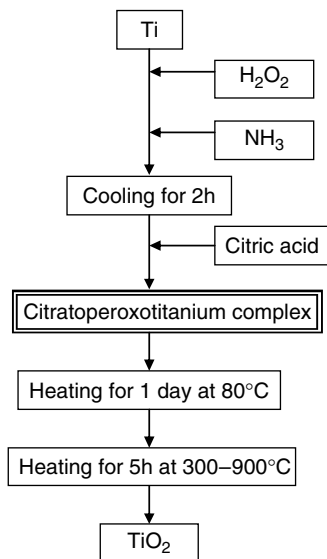 Ti
H₂O₂
NH₃
Cooling for 2h
Citric acid
Citratoperoxotitanium complex
Heating for 1 day at 80°C
Heating for 5h at 300–900°C
TiO₂